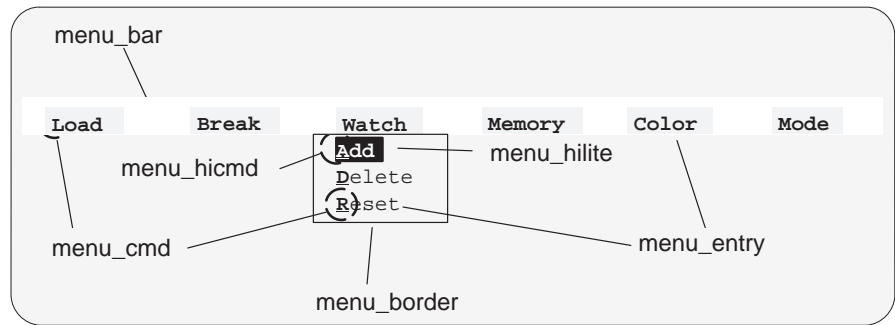 menu_bar
Load Break Watch Memory Color Mode
Add
menu_hilite
menu_hicmd
Delete
Reset
menu_cmd
menu_entry
menu_border